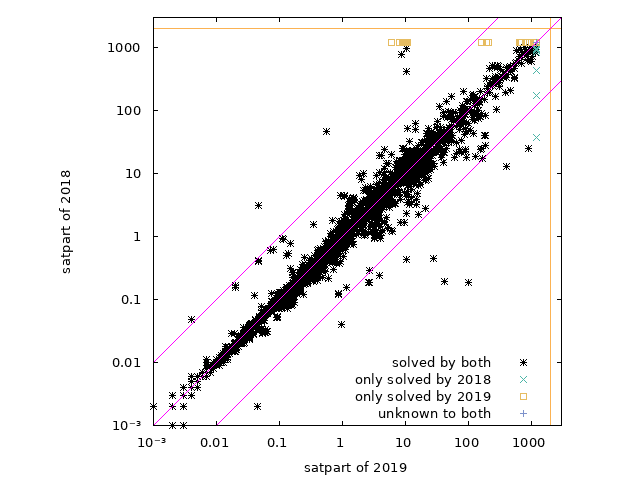 1000
100
10
1
0.1
0.01
10⁻³
satpart of 2018
solved by both
only solved by 2018
only solved by 2019
unknown to both
10⁻³ 0.01 0.1 1 10 100 1000
satpart of 2019